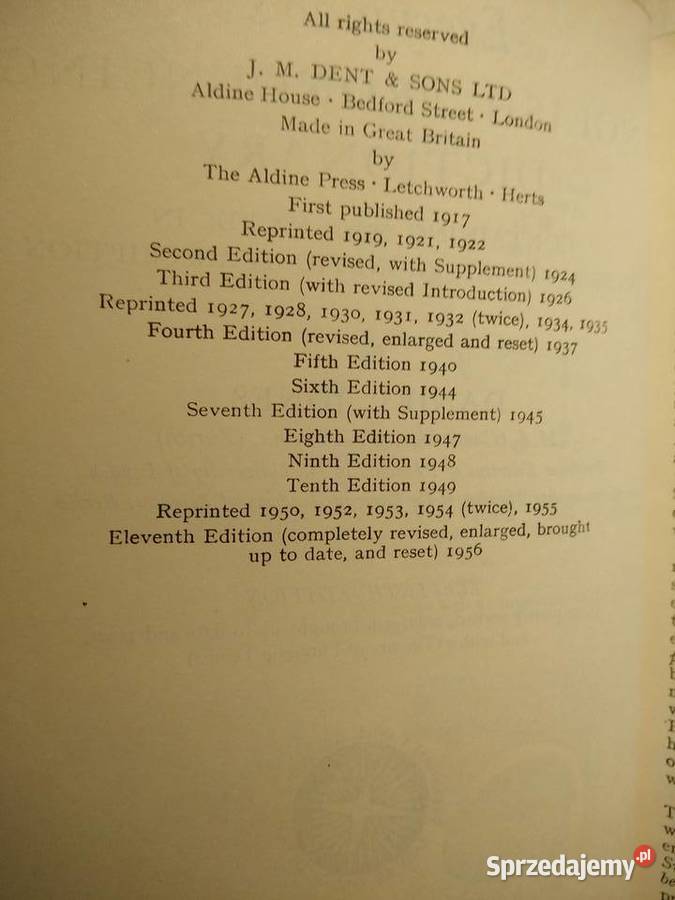 All rights reserved
by
J. M. DENT & SONS LTD
Aldine House · Bedford Street · London
Made in Great Britain
by
The Aldine Press · Letchworth · Herts
First published 1917
Reprinted 1919, 1921, 1922
Second Edition (revised, with Supplement) 1924
Third Edition (with revised Introduction) 1926
Reprinted 1927, 1928, 1930, 1931, 1932 (twice), 1934, 1935
Fourth Edition (revised, enlarged and reset) 1937
Fifth Edition 1940
Sixth Edition 1944
Seventh Edition (with Supplement) 1945
Eighth Edition 1947
Ninth Edition 1948
Tenth Edition 1949
Reprinted 1950, 1952, 1953, 1954 (twice), 1955
Eleventh Edition (completely revised, enlarged, brought
up to date, and reset) 1956
Sprzedajemy.pl